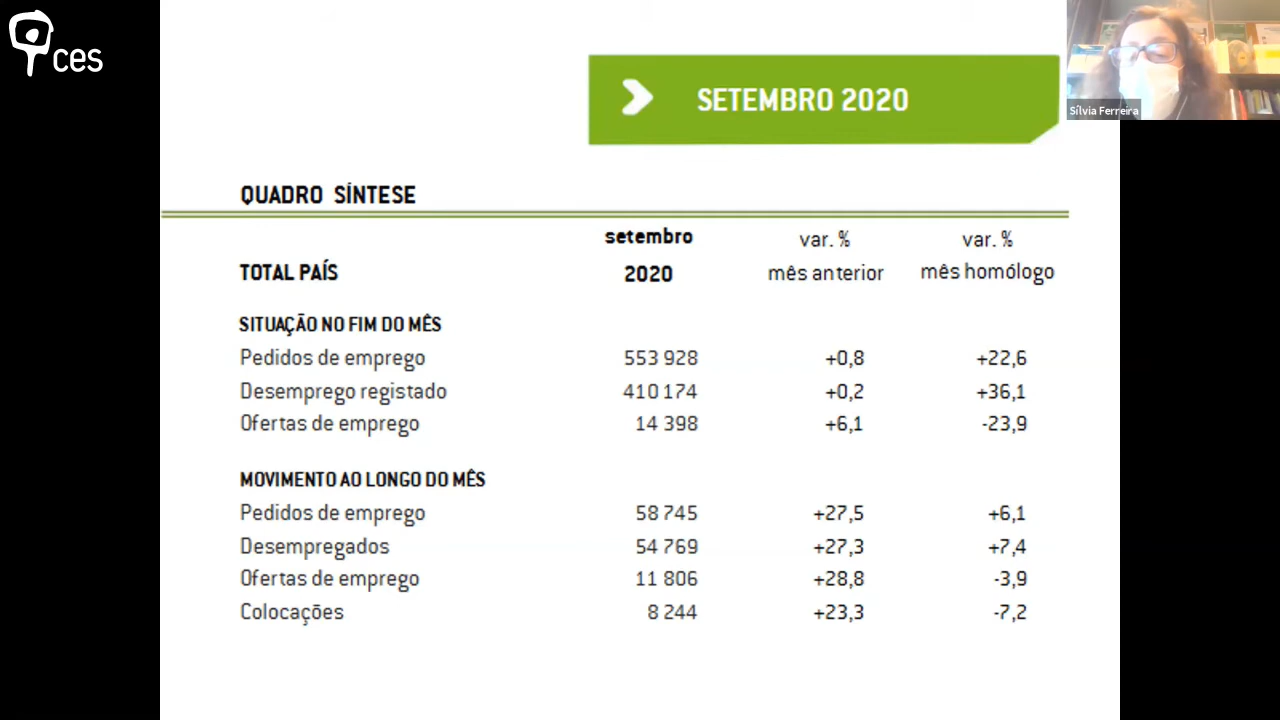 ces
SETEMBRO 2020
Sílvia Ferreira
QUADRO SÍNTESE
setembro var. % var. %
TOTAL PAÍS 2020 mês anterior mês homólogo
SITUAÇÃO NO FIM DO MÊS
Pedidos de emprego 553 928 +0,8 +22,6
Desemprego registado 410 174 +0,2 +36,1
Ofertas de emprego 14 398 +6,1 -23,9
MOVIMENTO AO LONGO DO MÊS
Pedidos de emprego 58 745 +27,5 +6,1
Desempregados 54 769 +27,3 +7,4
Ofertas de emprego 11 806 +28,8 -3,9
Colocações 8 244 +23,3 -7,2